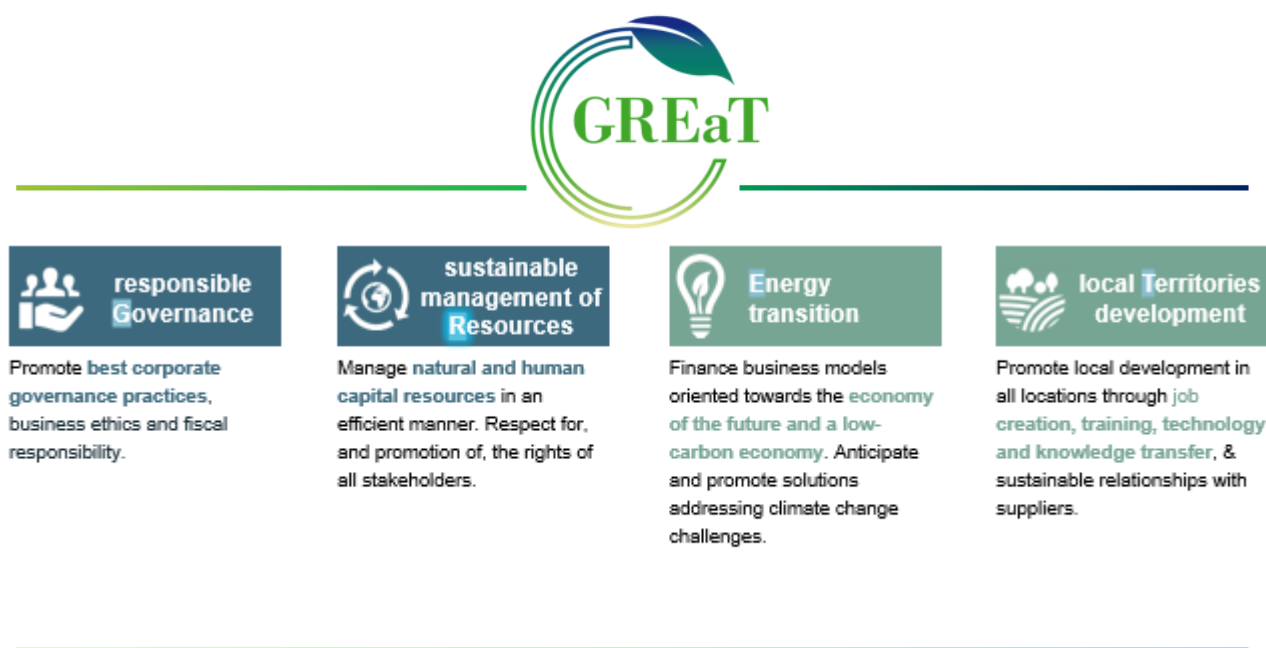 GREaT
responsible
Governance
Promote best corporate
governance practices,
business ethics and fiscal
responsibility.
sustainable
management of
Resources
Manage natural and human
capital resources in an
efficient manner. Respect for,
and promotion of, the rights of
all stakeholders.
Energy
transition
Finance business models
oriented towards the economy
of the future and a low-
carbon economy. Anticipate
and promote solutions
addressing climate change
challenges.
local Territories
development
Promote local development in
all locations through job
creation, training, technology
and knowledge transfer, &
sustainable relationships with
suppliers.